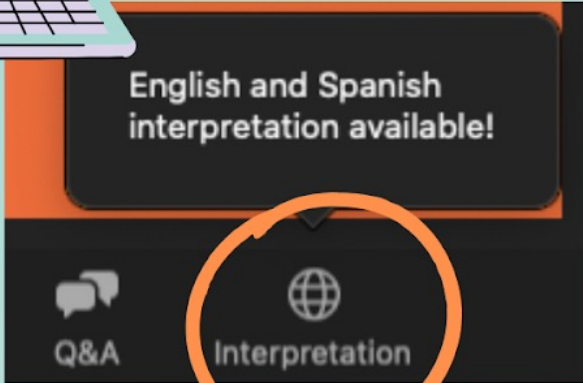 English and Spanish
interpretation available!
Q&A
Interpretation